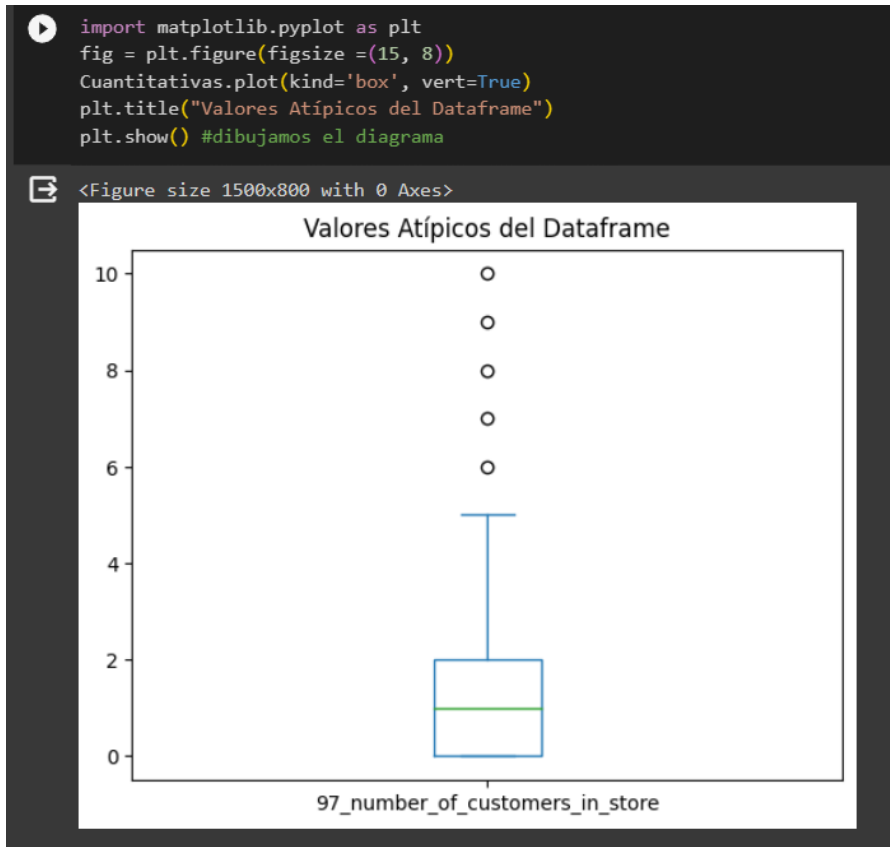 import matplotlib.pyplot as plt
fig = plt.figure(figsize =(15, 8))
Cuantitativas.plot(kind='box', vert=True)
plt.title("Valores Atípicos del Dataframe")
plt.show() #dibujamos el diagrama
<Figure size 1500x800 with 0 Axes>
Valores Atípicos del Dataframe
10
8
6
4
2
0
97_number_of_customers_in_store